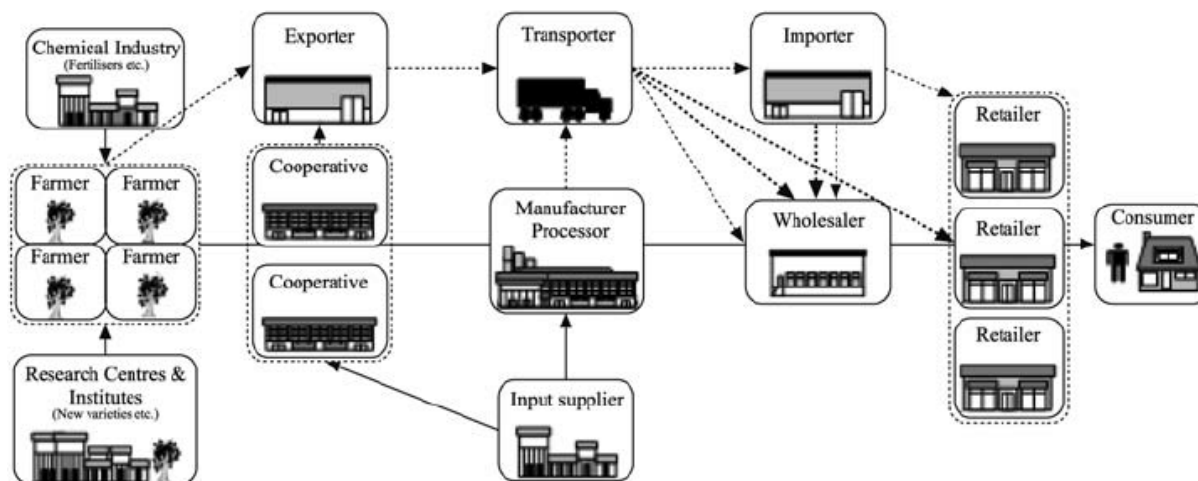 Chemical Industry
(Fertilisers etc.)
Exporter
Transporter
Importer
Retailer
Farmer
Farmer
Cooperative
Manufacturer
Processor
Wholesaler
Retailer
Consumer
Farmer
Farmer
Cooperative
Retailer
Research Centres &
Institutes
(New varieties etc.)
Input supplier